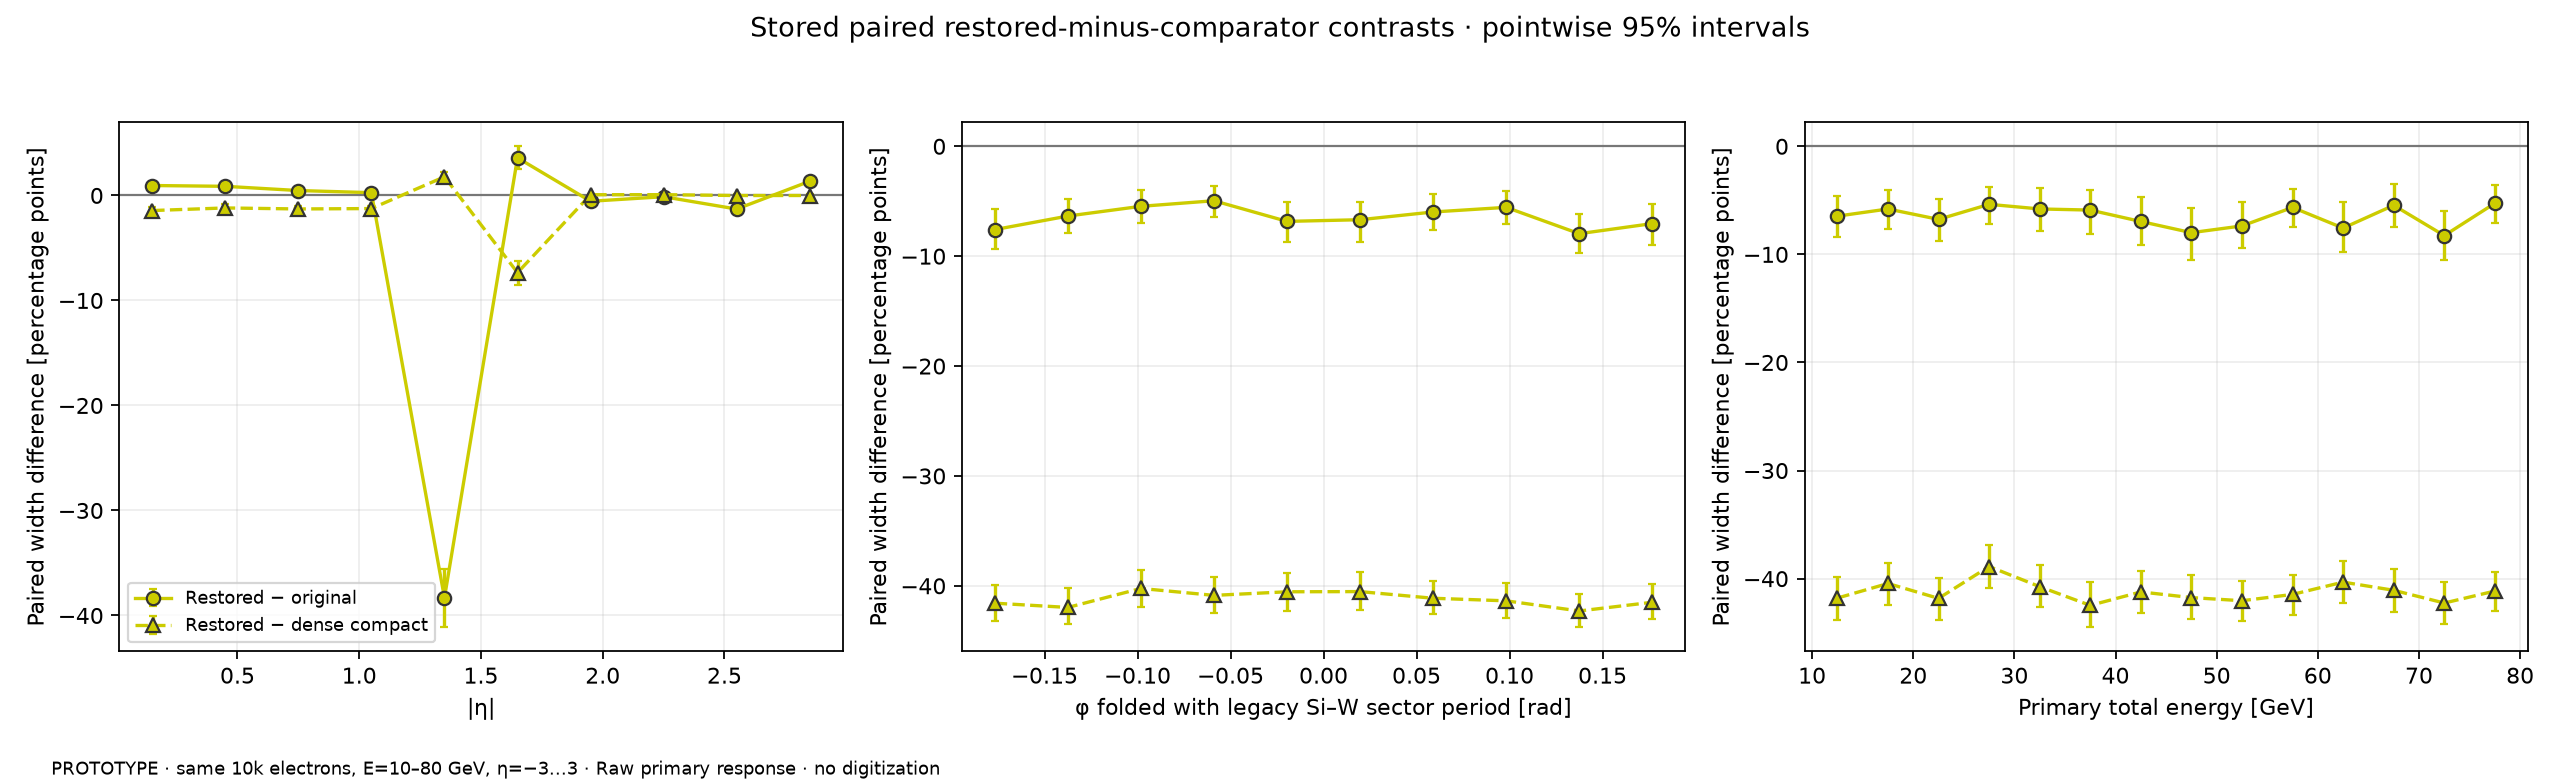 Stored paired restored-minus-comparator contrasts · pointwise 95% intervals
Paired width difference [percentage points]
0
−10
−20
−30
−40
Restored − original
Restored − dense compact
0.5 1.0 1.5 2.0 2.5
|η|
Paired width difference [percentage points]
0
−10
−20
−30
−40
−0.15 −0.10 −0.05 0.00 0.05 0.10 0.15
φ folded with legacy Si–W sector period [rad]
Paired width difference [percentage points]
0
−10
−20
−30
−40
10 20 30 40 50 60 70 80
Primary total energy [GeV]
PROTOTYPE · same 10k electrons, E=10–80 GeV, η=−3…3 · Raw primary response · no digitization